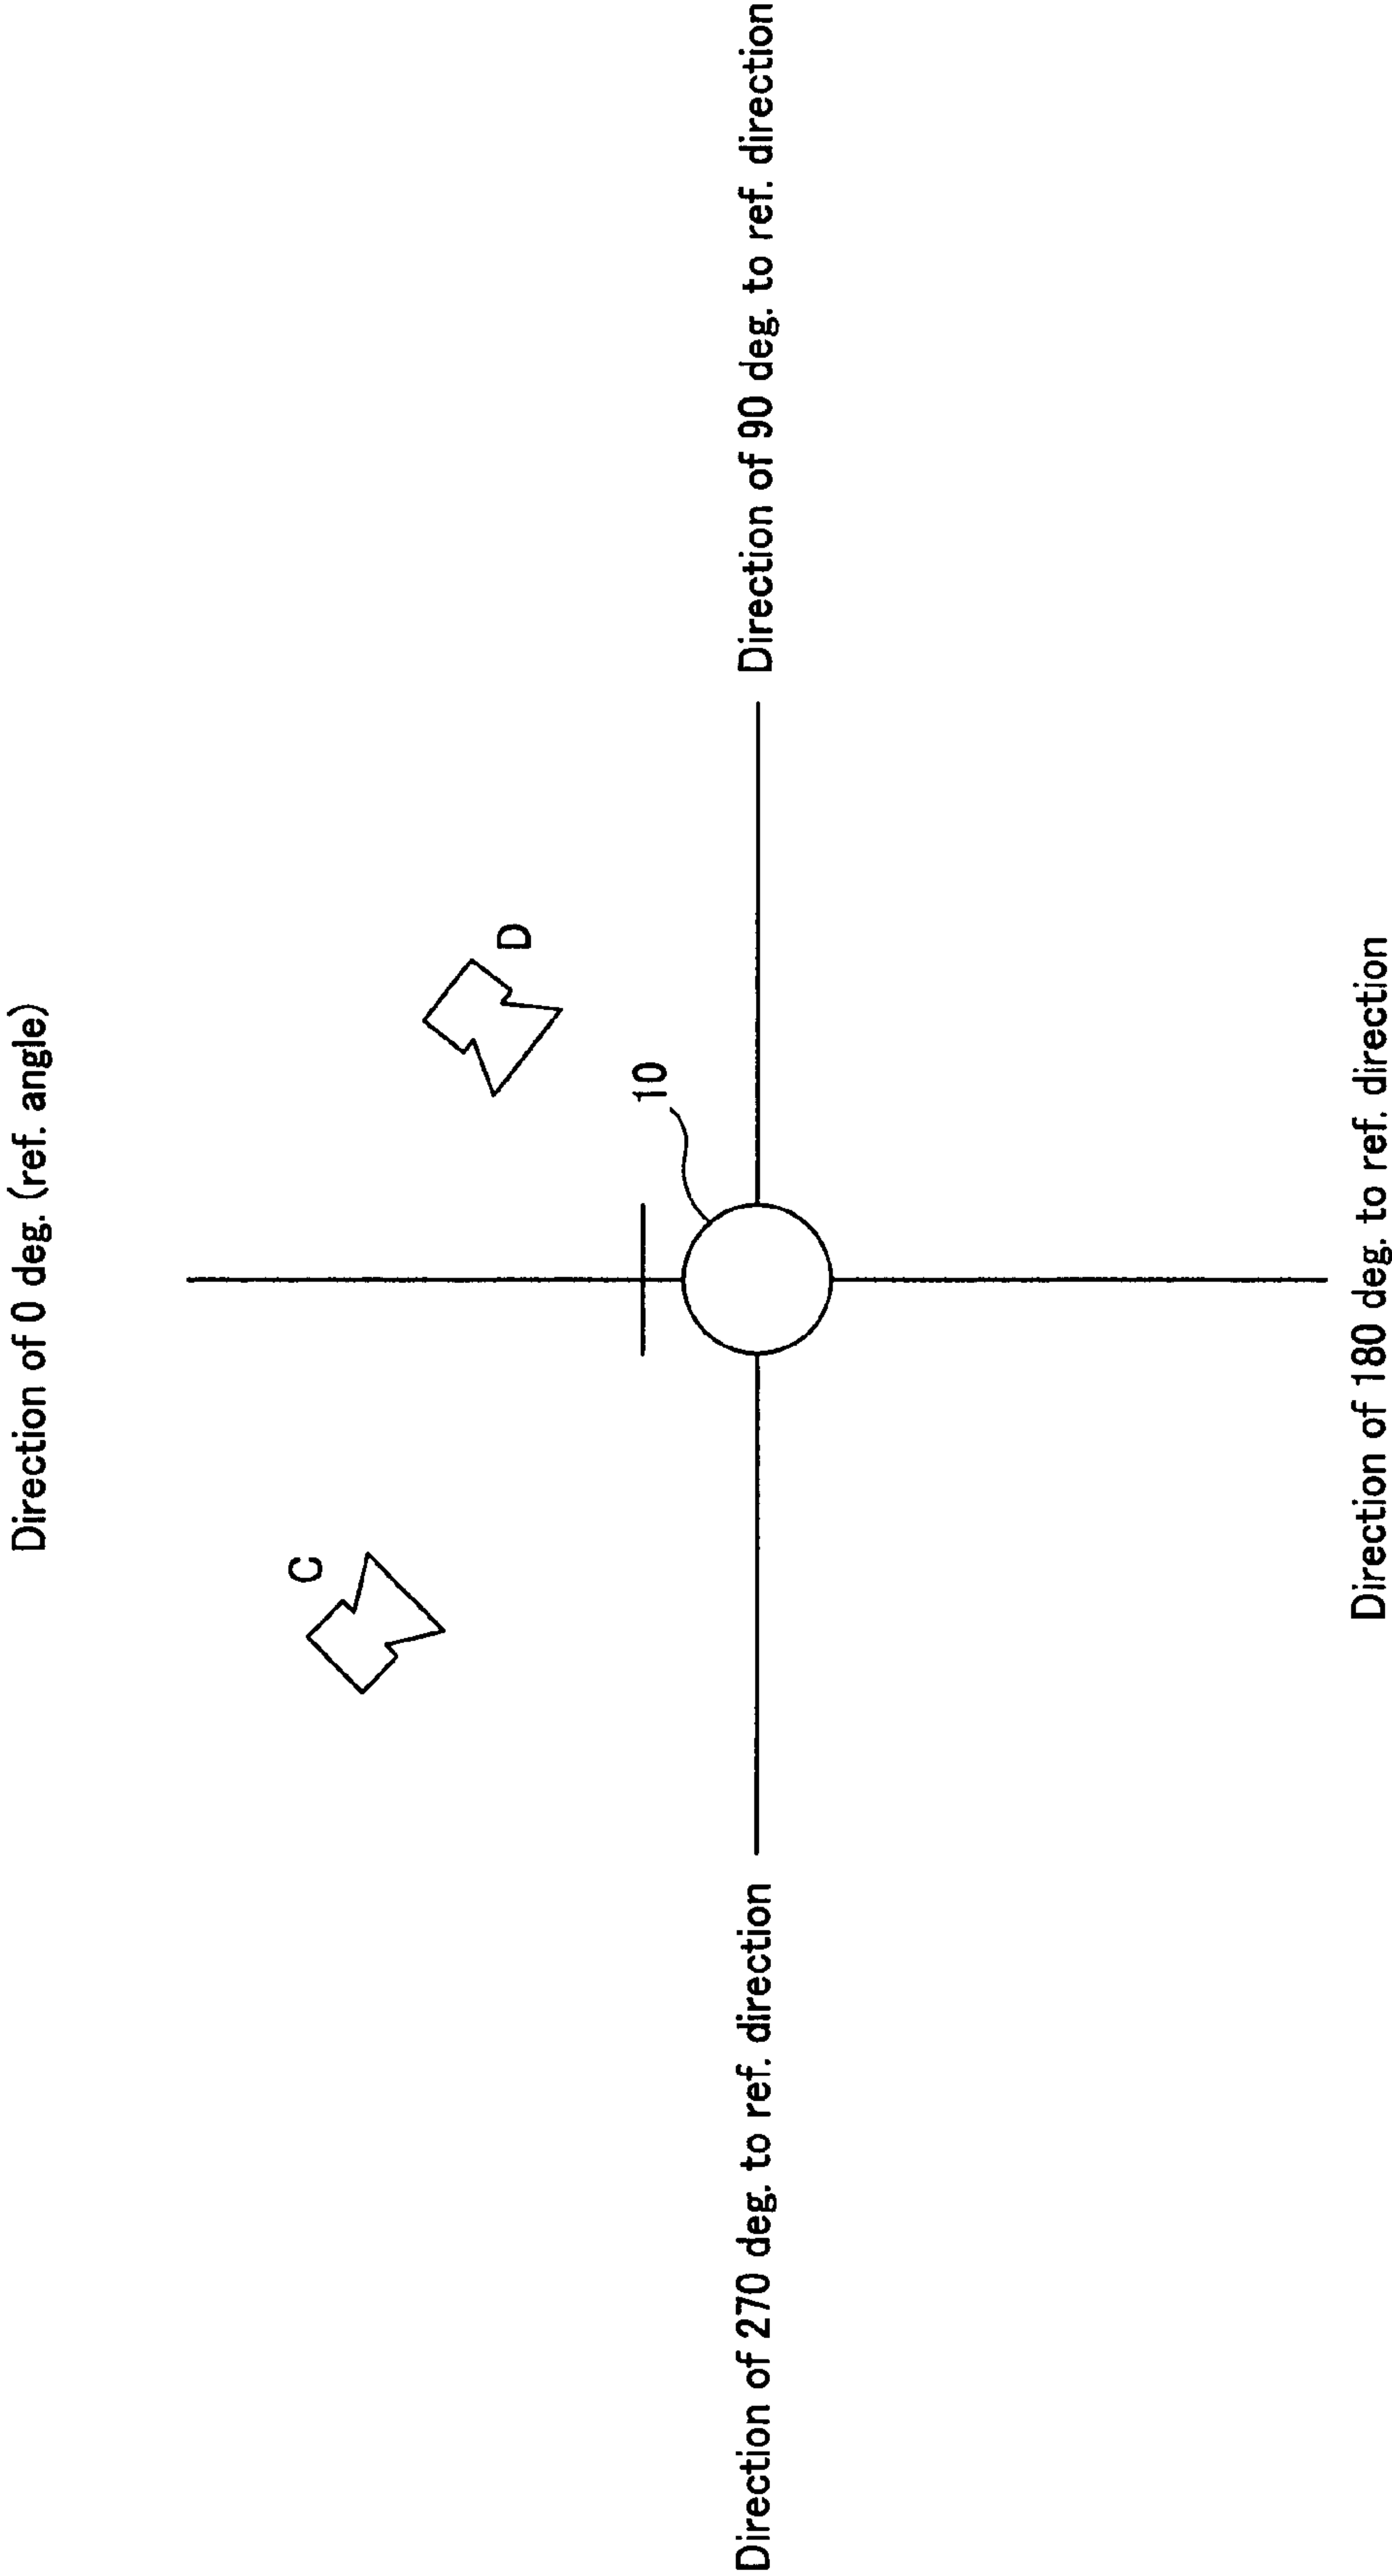 Direction of 0 deg. (ref. angle)
C
D
10
Direction of 270 deg. to ref. direction
Direction of 90 deg. to ref. direction
Direction of 180 deg. to ref. direction